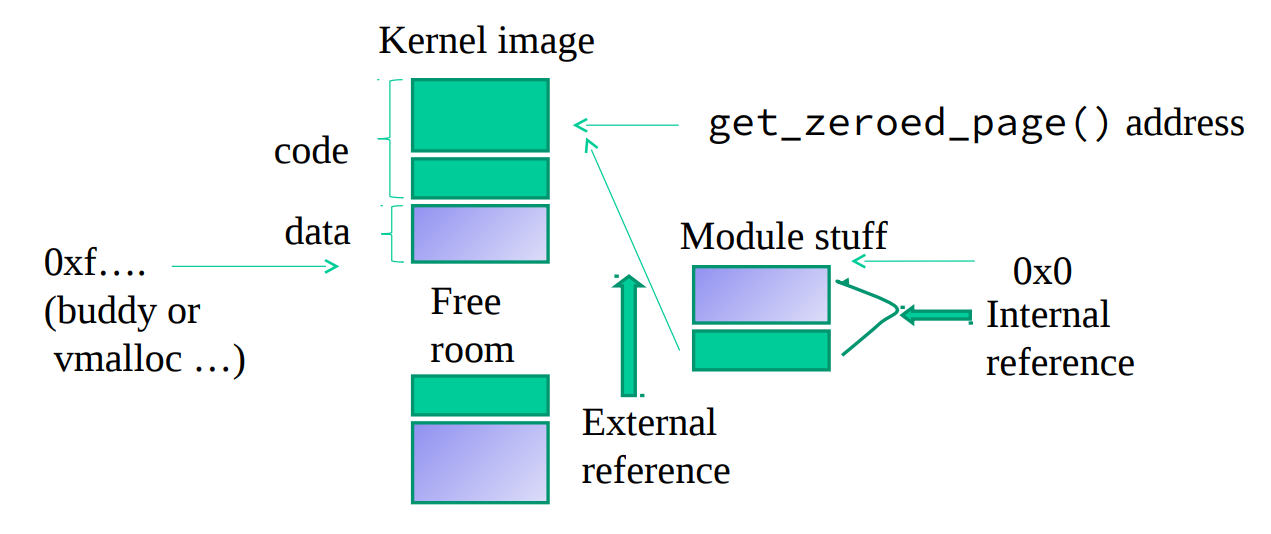 Kernel image
get_zeroed_page() address
code
data
Module stuff
0xf….
(buddy or
vmalloc …)
0x0
Free
room
Internal
reference
External
reference